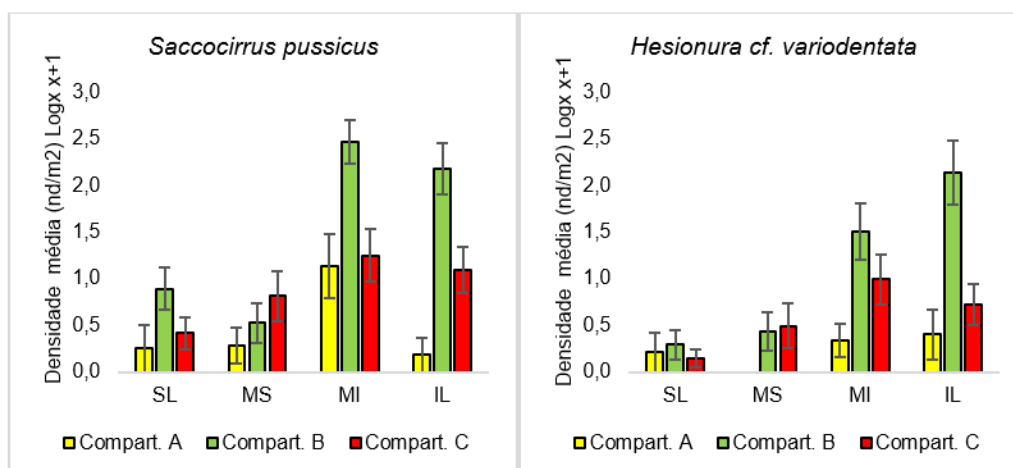 Saccocirrus pussicus
Densidade média (nd/m2) Logx x+1
3,0
2,5
2,0
1,5
1,0
0,5
0,0
SL MS MI IL
Compart. A Compart. B Compart. C
Hesionura cf. variodentata
Densidade média (nd/m2) Logx x+1
3,0
2,5
2,0
1,5
1,0
0,5
0,0
SL MS MI IL
Compart. A Compart. B Compart. C